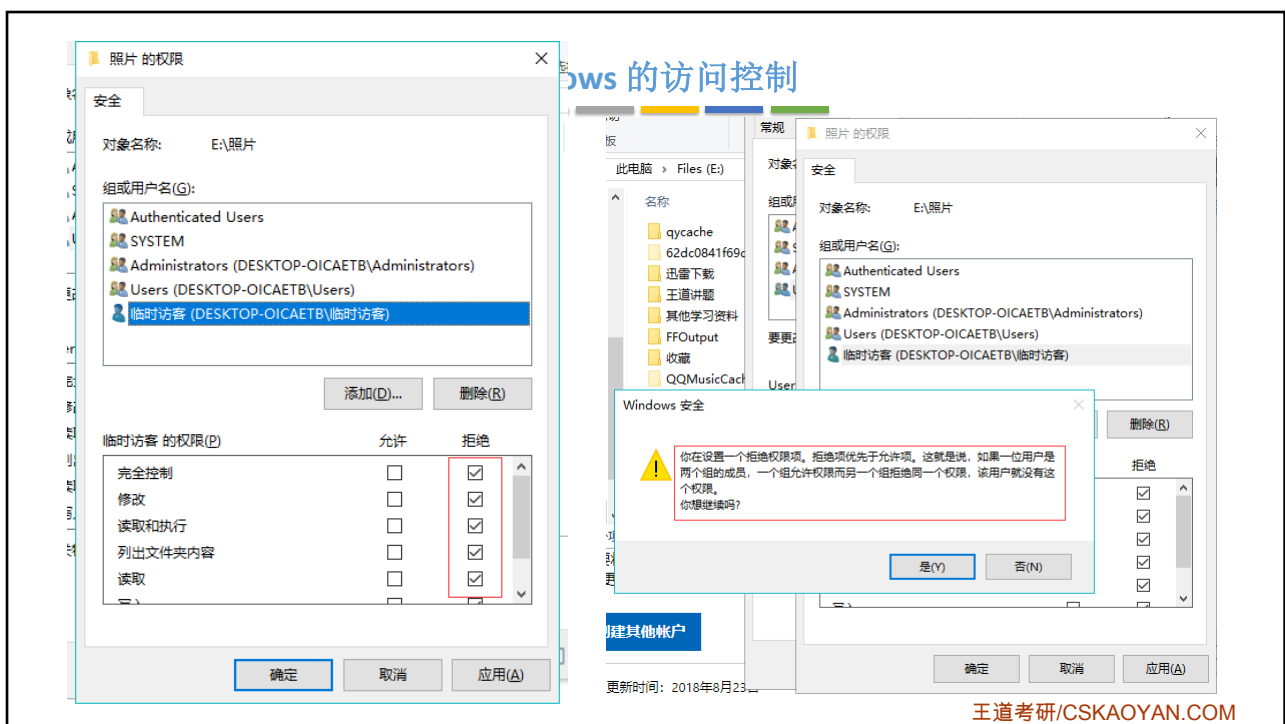 ows 的访问控制
照片 的权限
安全
对象名称: E:\照片
组或用户名(G):
Authenticated Users
SYSTEM
Administrators (DESKTOP-OICAETB\Administrators)
Users (DESKTOP-OICAETB\Users)
临时访客 (DESKTOP-OICAETB\临时访客)
添加(D)... 删除(R)
临时访客 的权限(P) 允许 拒绝
完全控制
修改
读取和执行
列出文件夹内容
读取
确定 取消 应用(A)
板
此电脑 > Files (E:)
名称
qycache
62dc0841f69c
迅雷下载
王道讲题
其他学习资料
FFOutput
收藏
QQMusicCach
常规
对象
组或
要更
User
照片 的权限
安全
对象名称: E:\照片
组或用户名(G):
Authenticated Users
SYSTEM
Administrators (DESKTOP-OICAETB\Administrators)
Users (DESKTOP-OICAETB\Users)
临时访客 (DESKTOP-OICAETB\临时访客)
删除(R)
拒绝
Windows 安全
你在设置一个拒绝权限项。拒绝项优先于允许项。这就是说，如果一位用户是
两个组的成员，一个组允许权限而另一个组拒绝同一个权限，该用户就没有这
个权限。
你想继续吗?
是(Y) 否(N)
建其他帐户
更新时间：2018年8月23
确定 取消 应用(A)
王道考研/CSKAOYAN.COM